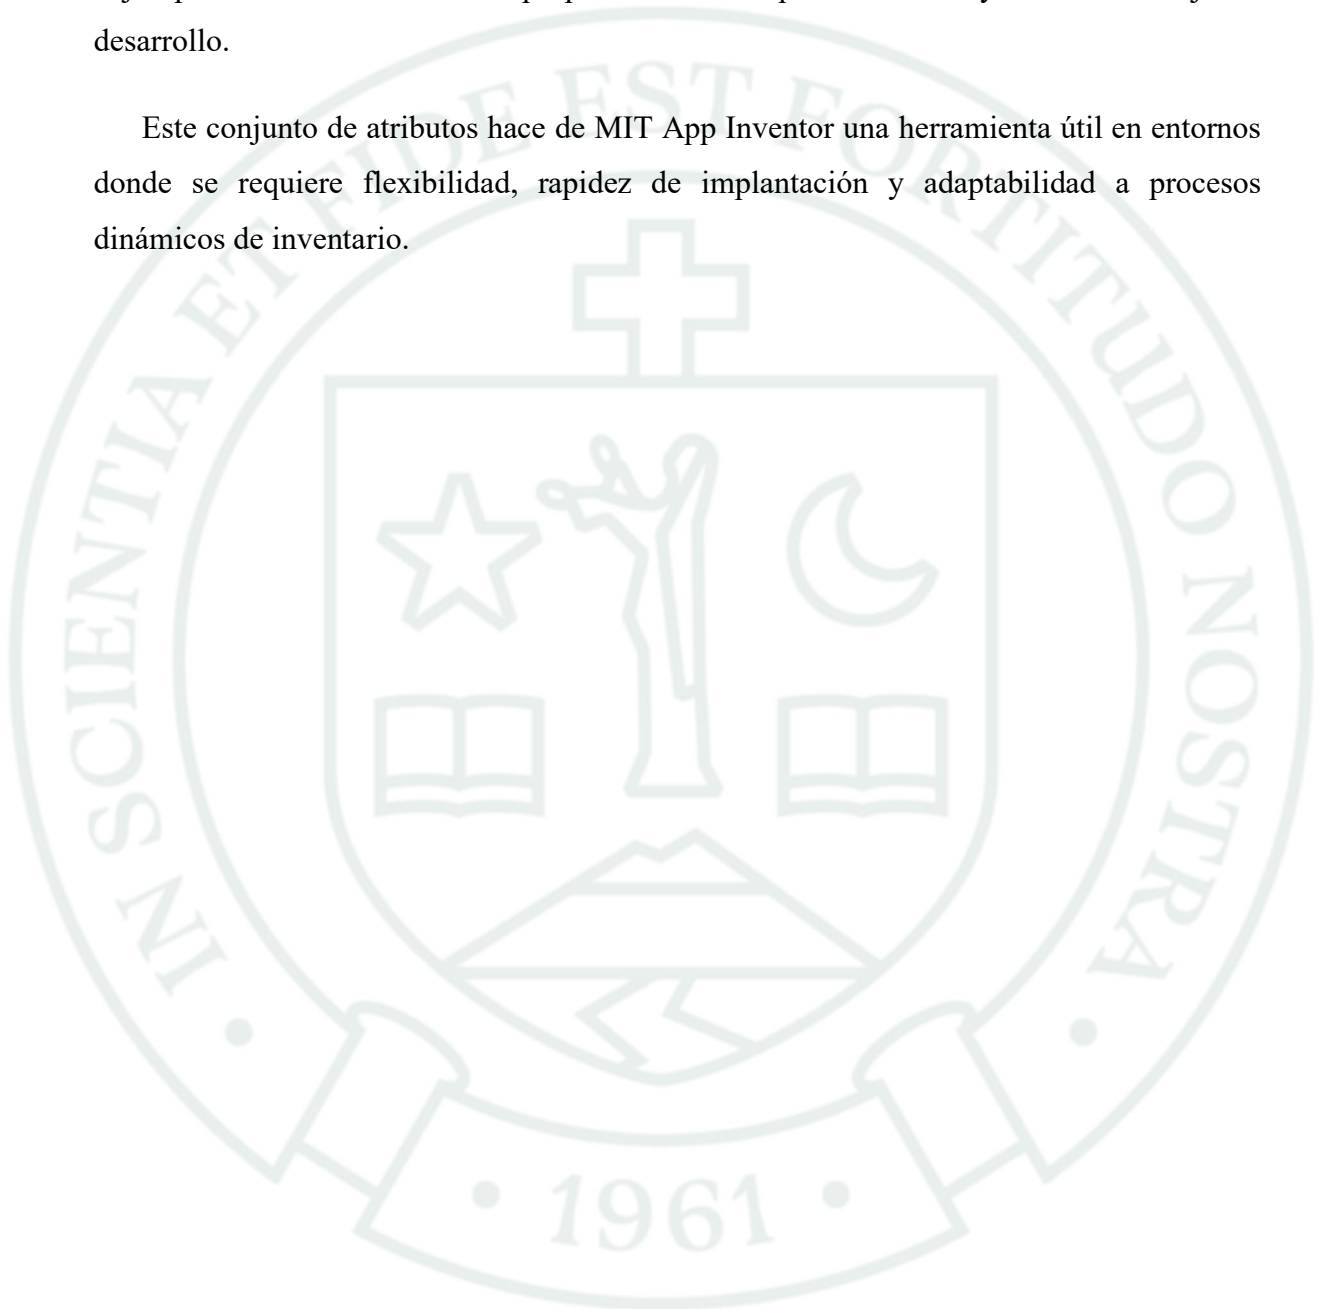 desarrollo.
Este conjunto de atributos hace de MIT App Inventor una herramienta útil en entornos
donde se requiere flexibilidad, rapidez de implantación y adaptabilidad a procesos
dinámicos de inventario.
IN SCIENTIA ET FIDE EST FORTITUDO NOSTRA
• 1961 •